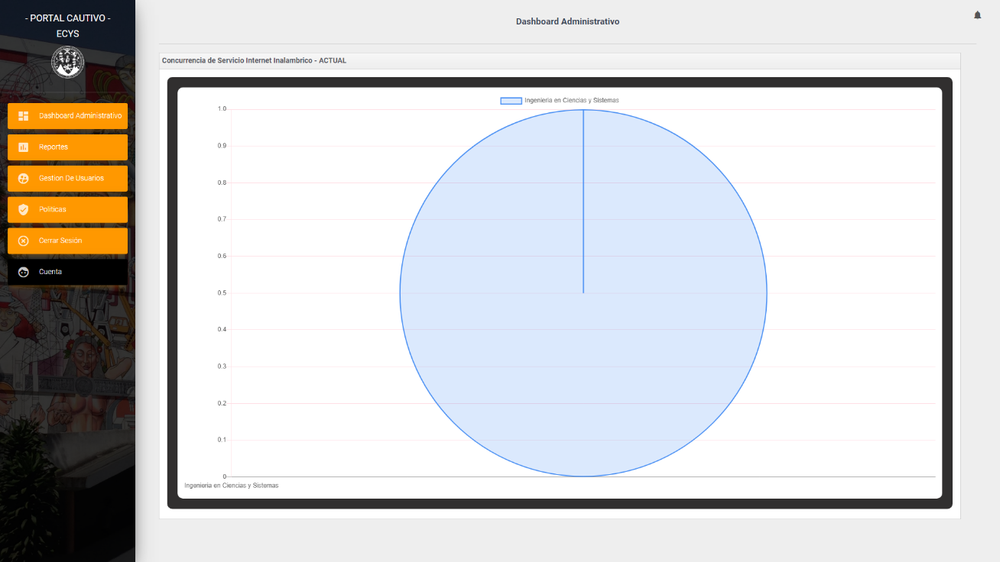 - PORTAL CAUTIVO -
ECYS
Dashboard Administrativo
Reportes
Gestion De Usuarios
Politicas
Cerrar Sesión
Cuenta
Dashboard Administrativo
Concurrencia de Servicio Internet Inalambrico - ACTUAL
Ingenieria en Ciencias y Sistemas
1.0
0.9
0.8
0.7
0.6
0.5
0.4
0.3
0.2
0.1
0
Ingenieria en Ciencias y Sistemas